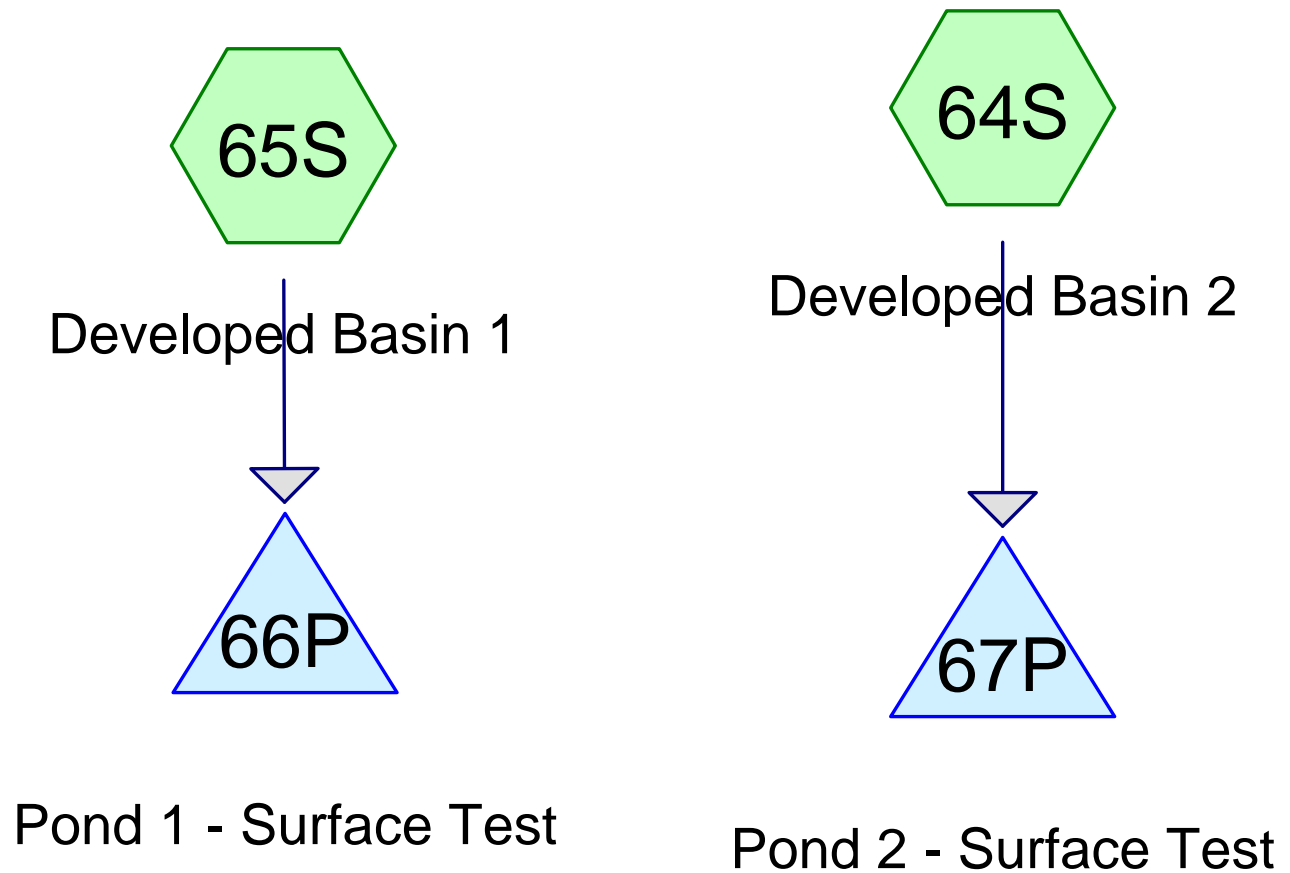 65S
Developed Basin 1
66P
Pond 1 - Surface Test
64S
Developed Basin 2
67P
Pond 2 - Surface Test